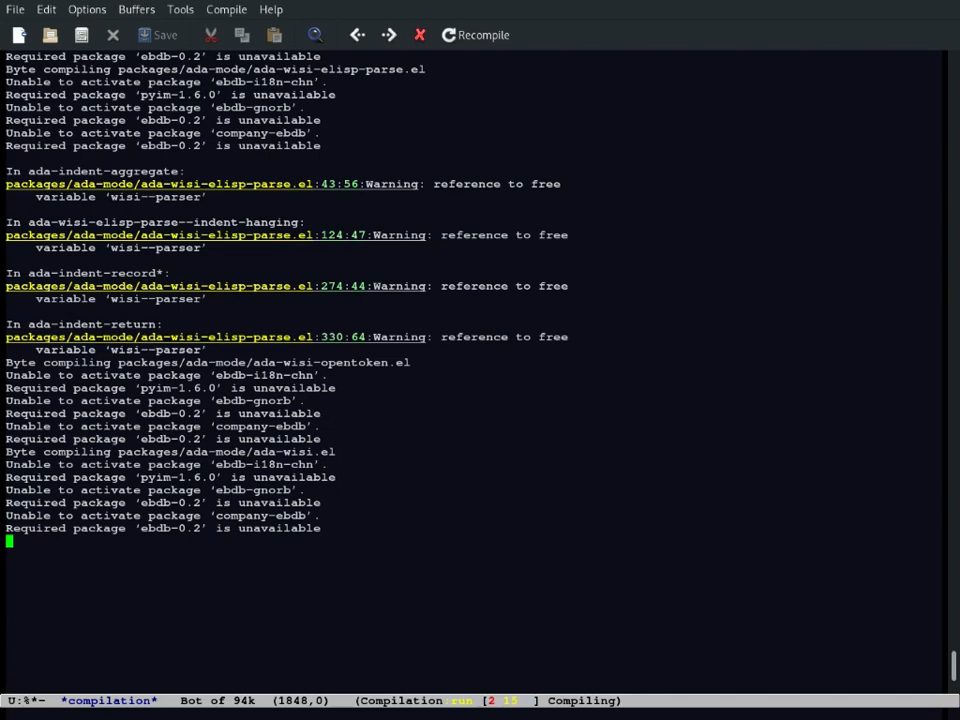 File Edit Options Buffers Tools Compile Help
Save Recompile
Required package ‘ebdb-0.2’ is unavailable
Byte compiling packages/ada-mode/ada-wisi-elisp-parse.el
Unable to activate package ‘ebdb-i18n-chn’.
Required package ‘pyim-1.6.0’ is unavailable
Unable to activate package ‘ebdb-gnorb’.
Required package ‘ebdb-0.2’ is unavailable
Unable to activate package ‘company-ebdb’.
Required package ‘ebdb-0.2’ is unavailable
In ada-indent-aggregate:
packages/ada-mode/ada-wisi-elisp-parse.el:43:56:Warning: reference to free
variable ‘wisi--parser’
In ada-wisi-elisp-parse--indent-hanging:
packages/ada-mode/ada-wisi-elisp-parse.el:124:47:Warning: reference to free
variable ‘wisi--parser’
In ada-indent-record*:
packages/ada-mode/ada-wisi-elisp-parse.el:274:44:Warning: reference to free
variable ‘wisi--parser’
In ada-indent-return:
packages/ada-mode/ada-wisi-elisp-parse.el:330:64:Warning: reference to free
variable ‘wisi--parser’
Byte compiling packages/ada-mode/ada-wisi-opentoken.el
Unable to activate package ‘ebdb-i18n-chn’.
Required package ‘pyim-1.6.0’ is unavailable
Unable to activate package ‘ebdb-gnorb’.
Required package ‘ebdb-0.2’ is unavailable
Unable to activate package ‘company-ebdb’.
Required package ‘ebdb-0.2’ is unavailable
Byte compiling packages/ada-mode/ada-wisi.el
Unable to activate package ‘ebdb-i18n-chn’.
Required package ‘pyim-1.6.0’ is unavailable
Unable to activate package ‘ebdb-gnorb’.
Required package ‘ebdb-0.2’ is unavailable
Unable to activate package ‘company-ebdb’.
Required package ‘ebdb-0.2’ is unavailable
U:%*- *compilation* Bot of 94k (1848,0) (Compilation:run [2 15 ] Compiling)